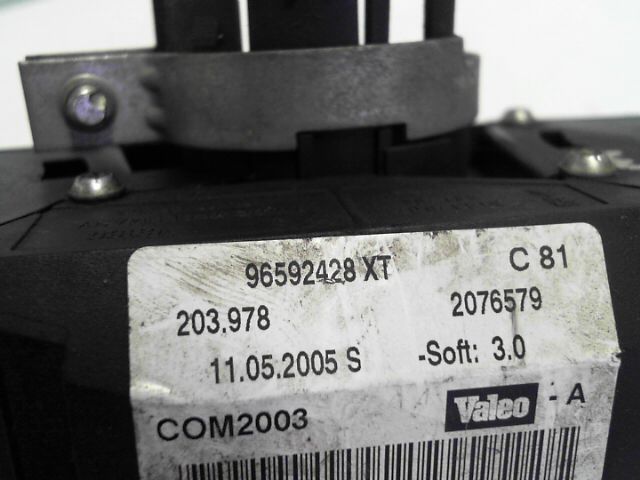 96592428 XT C 81
203.978 2076579
11.05.2005 S -Soft: 3.0
COM2003 Valeo - A